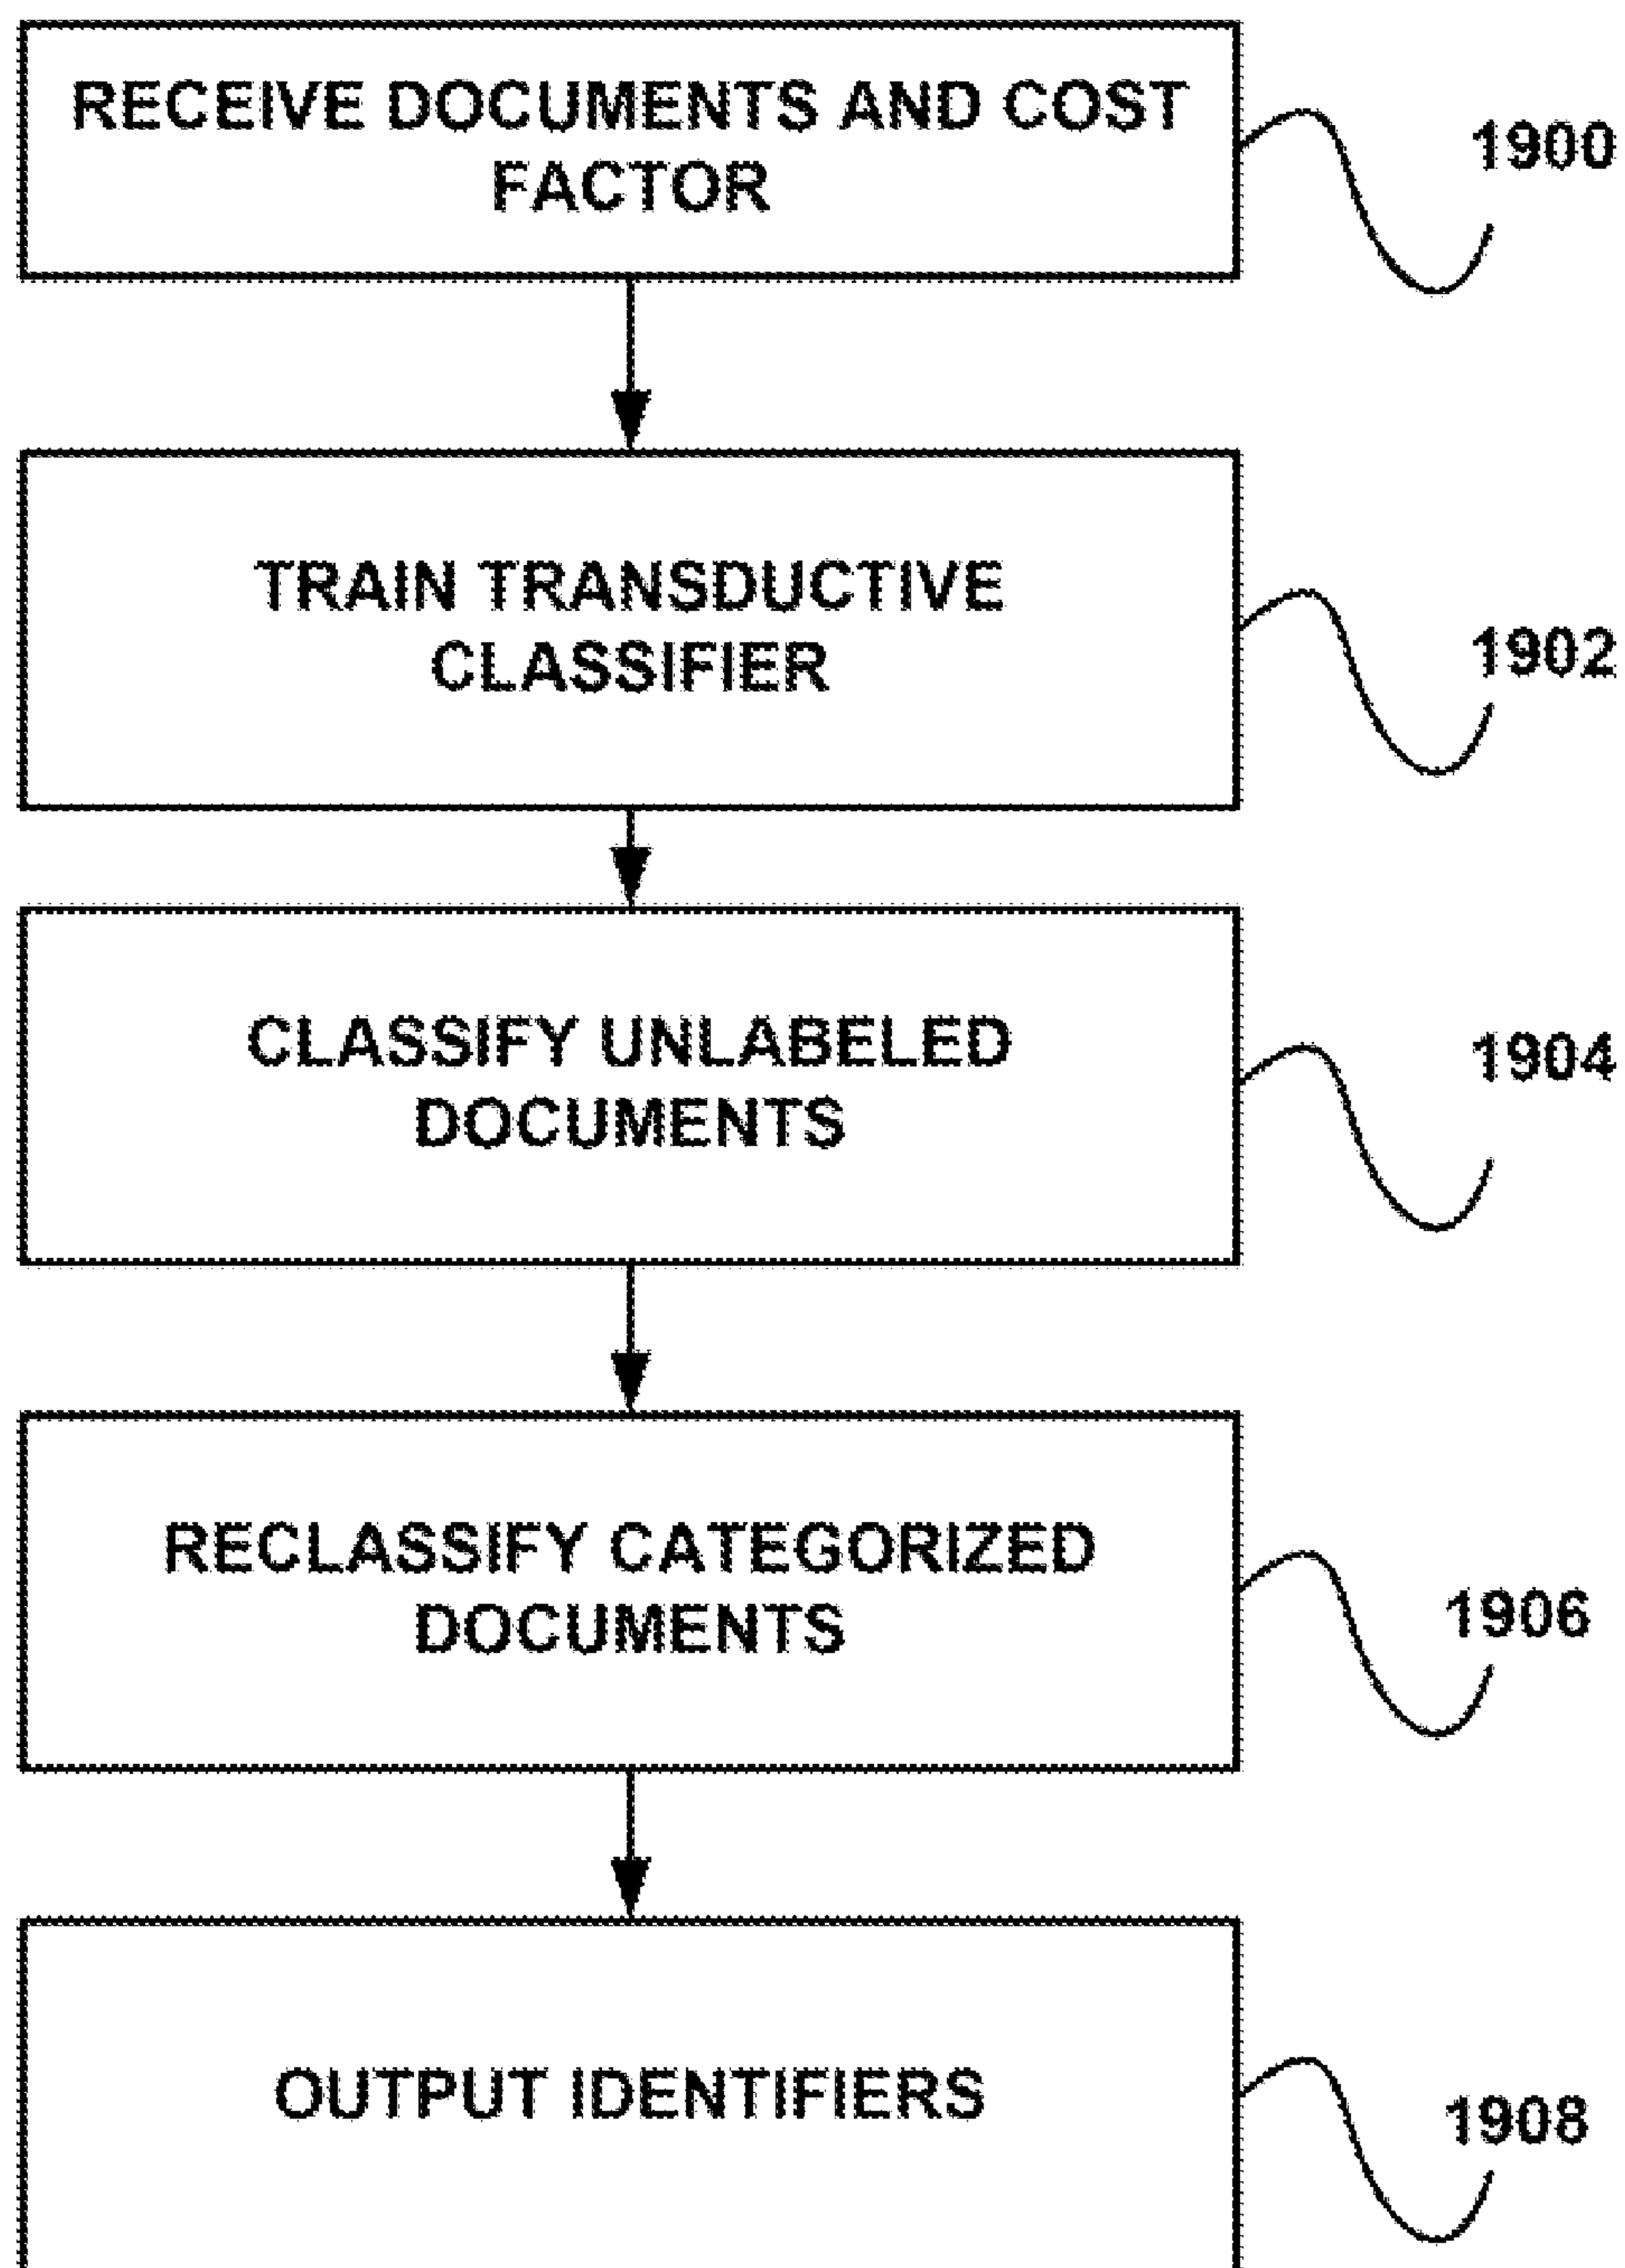 RECEIVE DOCUMENTS AND COST
FACTOR
1900
TRAIN TRANSDUCTIVE
CLASSIFIER
1902
CLASSIFY UNLABELED
DOCUMENTS
1904
RECLASSIFY CATEGORIZED
DOCUMENTS
1906
OUTPUT IDENTIFIERS
1908